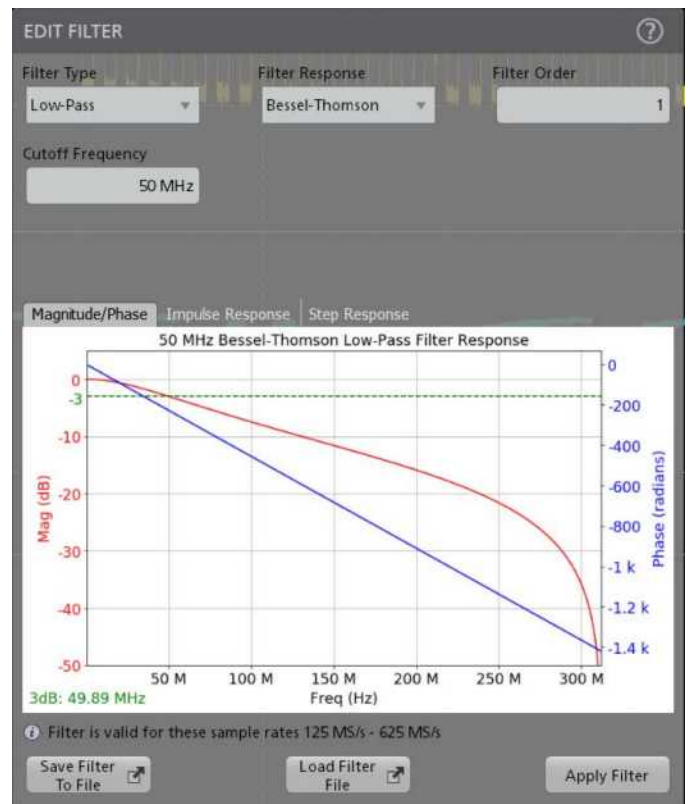 EDIT FILTER
?
Filter Type
Filter Response
Filter Order
Low-Pass
Bessel-Thomson
1
Cutoff Frequency
50 MHz
Magnitude/Phase
Impulse Response
Step Response
50 MHz Bessel-Thomson Low-Pass Filter Response
0
-3
-10
-20
-30
-40
-50
Mag (dB)
0
-200
-400
-600
-800
-1 k
-1.2 k
-1.4 k
Phase (radians)
50 M
100 M
150 M
200 M
250 M
300 M
3dB: 49.89 MHz
Freq (Hz)
i Filter is valid for these sample rates 125 MS/s - 625 MS/s
Save Filter
To File
Load Filter
File
Apply Filter